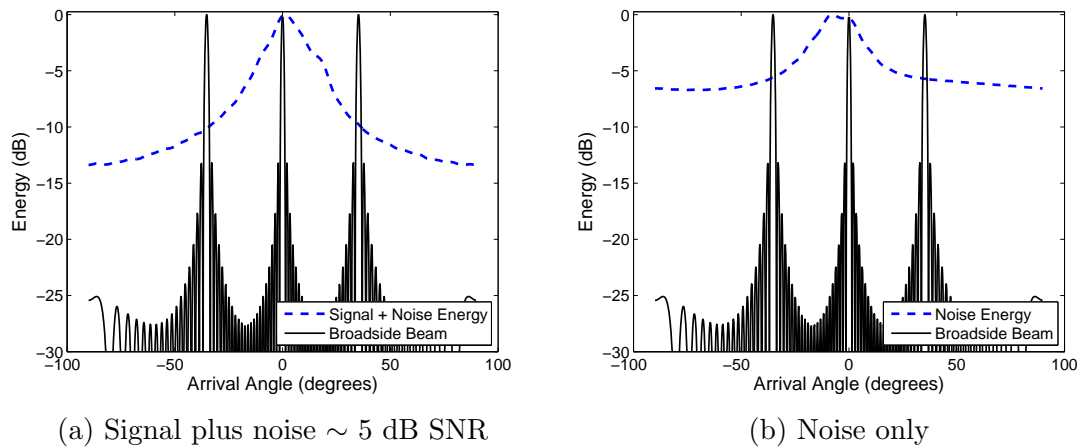 0
−5
−10
−15
−20
−25
−30
−100
−50
0
50
100
Energy (dB)
Arrival Angle (degrees)
Signal + Noise Energy
Broadside Beam
(a) Signal plus noise ∼ 5 dB SNR
0
−5
−10
−15
−20
−25
−30
−100
−50
0
50
100
Energy (dB)
Arrival Angle (degrees)
Noise Energy
Broadside Beam
(b) Noise only